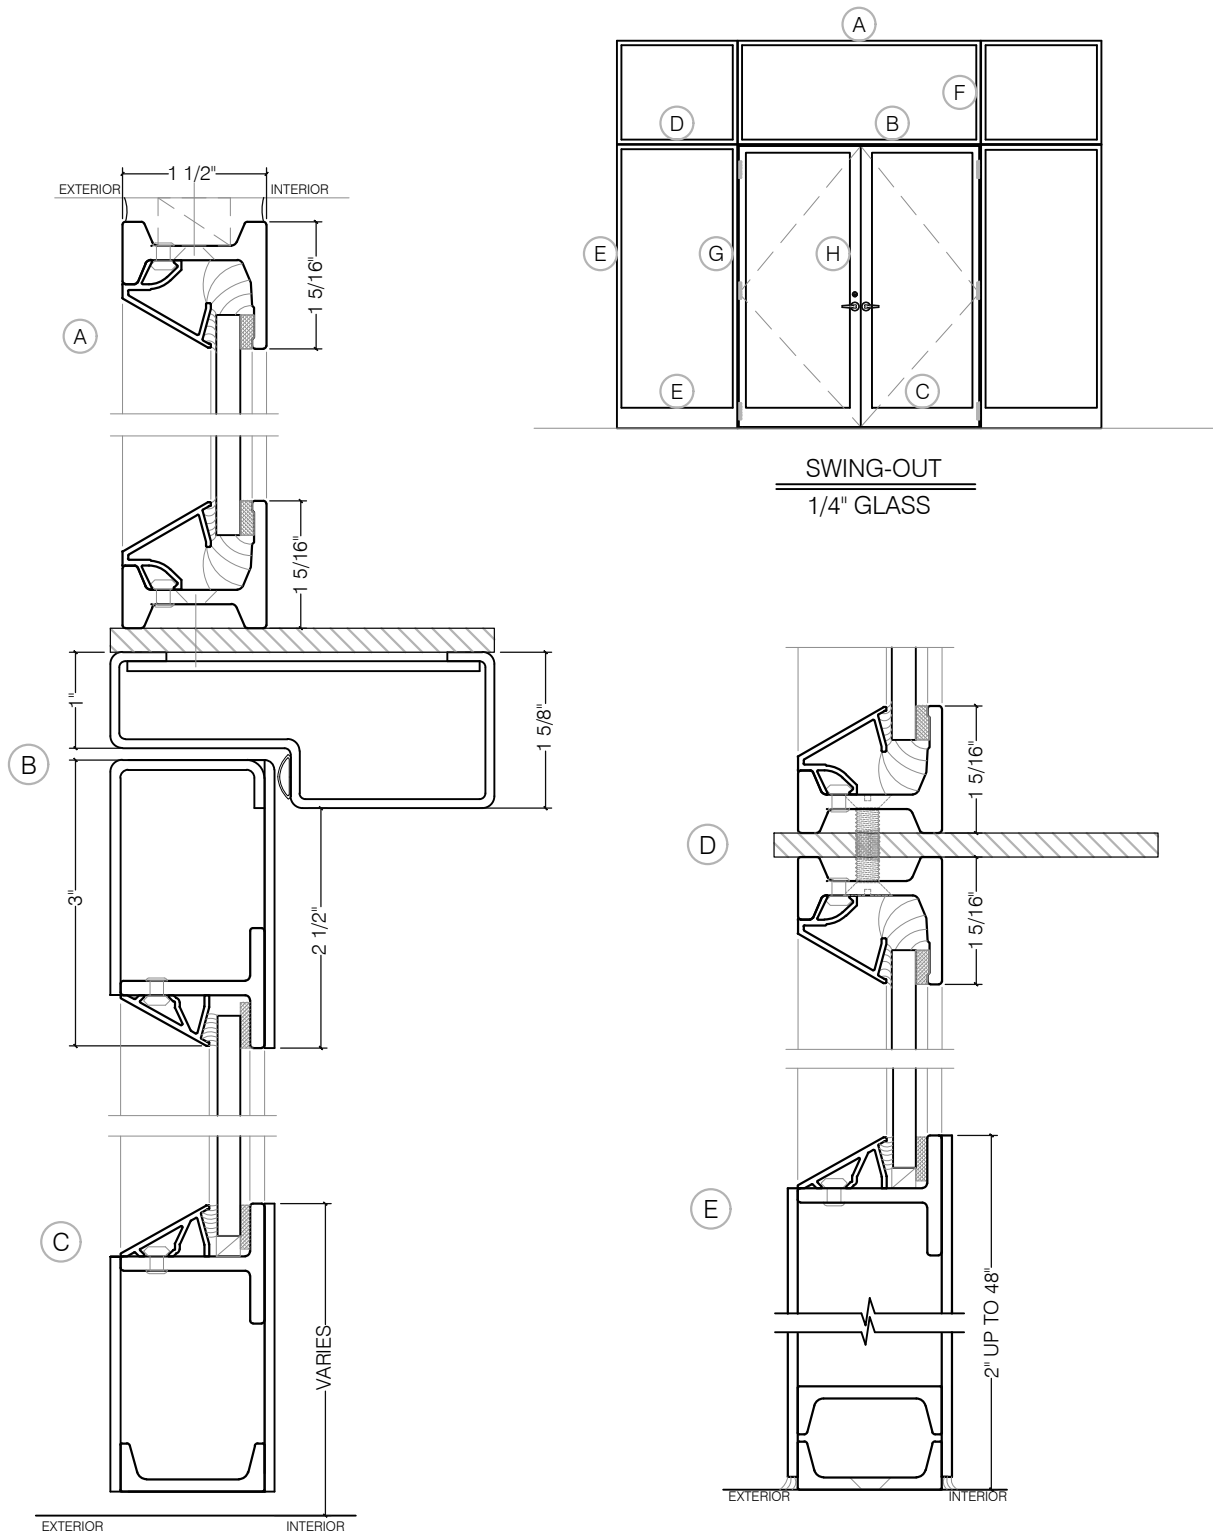 A
F
D
B
E
G
H
E
C
SWING-OUT
1/4" GLASS
1 1/2"
EXTERIOR
INTERIOR
1 5/16"
A
1 5/16"
1"
1 5/8"
B
3"
2 1/2"
C
VARIES
EXTERIOR
INTERIOR
1 5/16"
D
1 5/16"
E
2" UP TO 48"
EXTERIOR
INTERIOR